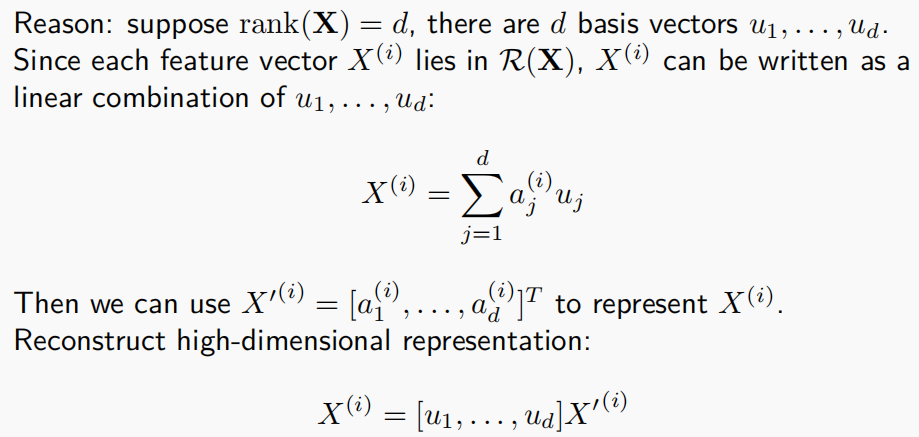 Reason: suppose rank(𝐗) = d, there are d basis vectors u₁, . . . , u_d.
Since each feature vector X⁽ⁱ⁾ lies in ℛ(𝐗), X⁽ⁱ⁾ can be written as a
linear combination of u₁, . . . , u_d:
X⁽ⁱ⁾ = ∑_{j=1}^{d} a_j⁽ⁱ⁾ u_j
Then we can use X′⁽ⁱ⁾ = [a₁⁽ⁱ⁾, . . . , a_d⁽ⁱ⁾]ᵀ to represent X⁽ⁱ⁾.
Reconstruct high-dimensional representation:
X⁽ⁱ⁾ = [u₁, . . . , u_d]X′⁽ⁱ⁾